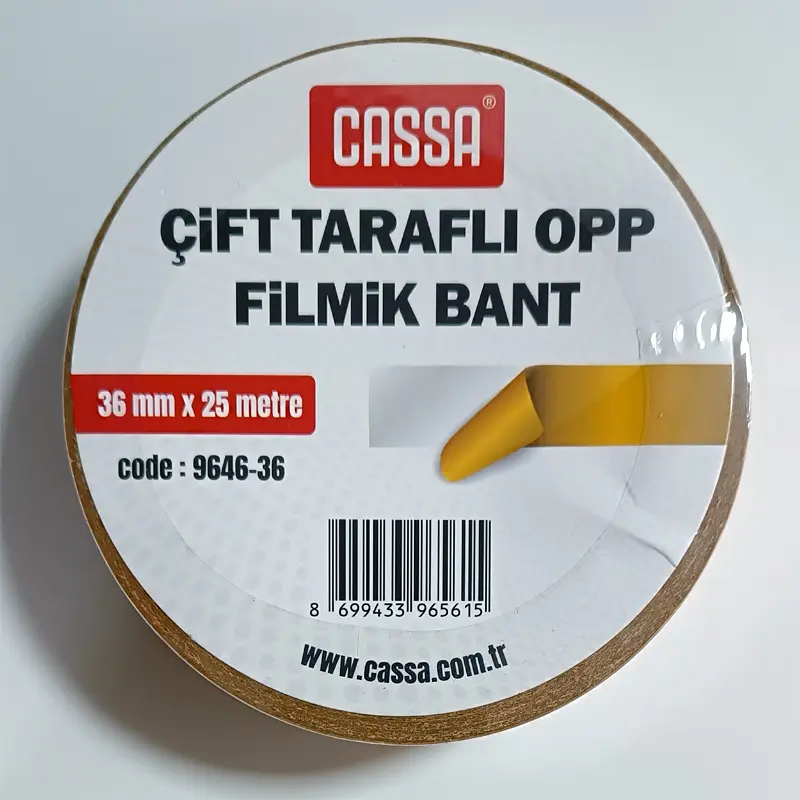 CASSA®
ÇİFT TARAFLI OPP
FİLMİK BANT
36 mm x 25 metre
code : 9646-36
8 699433 965615
www.cassa.com.tr